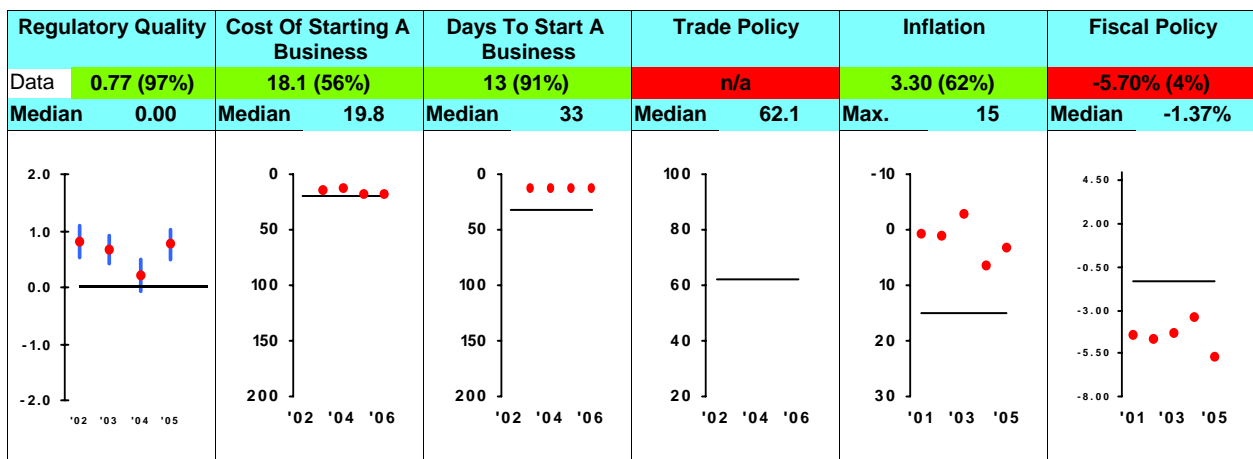 Regulatory Quality
Cost Of Starting A Business
Days To Start A Business
Trade Policy
Inflation
Fiscal Policy
Data 0.77 (97%)
18.1 (56%)
13 (91%)
n/a
3.30 (62%)
-5.70% (4%)
Median 0.00
Median 19.8
Median 33
Median 62.1
Max. 15
Median -1.37%
2.0
1.0
0.0
-1.0
-2.0
'02 '03 '04 '05
0
50
100
150
200
'02 '04 '06
0
50
100
150
200
'02 '04 '06
100
80
60
40
20
'02 '04 '06
-10
0
10
20
30
'01 '03 '05
4.50
2.00
-0.50
-3.00
-5.50
-8.00
'01 '03 '05